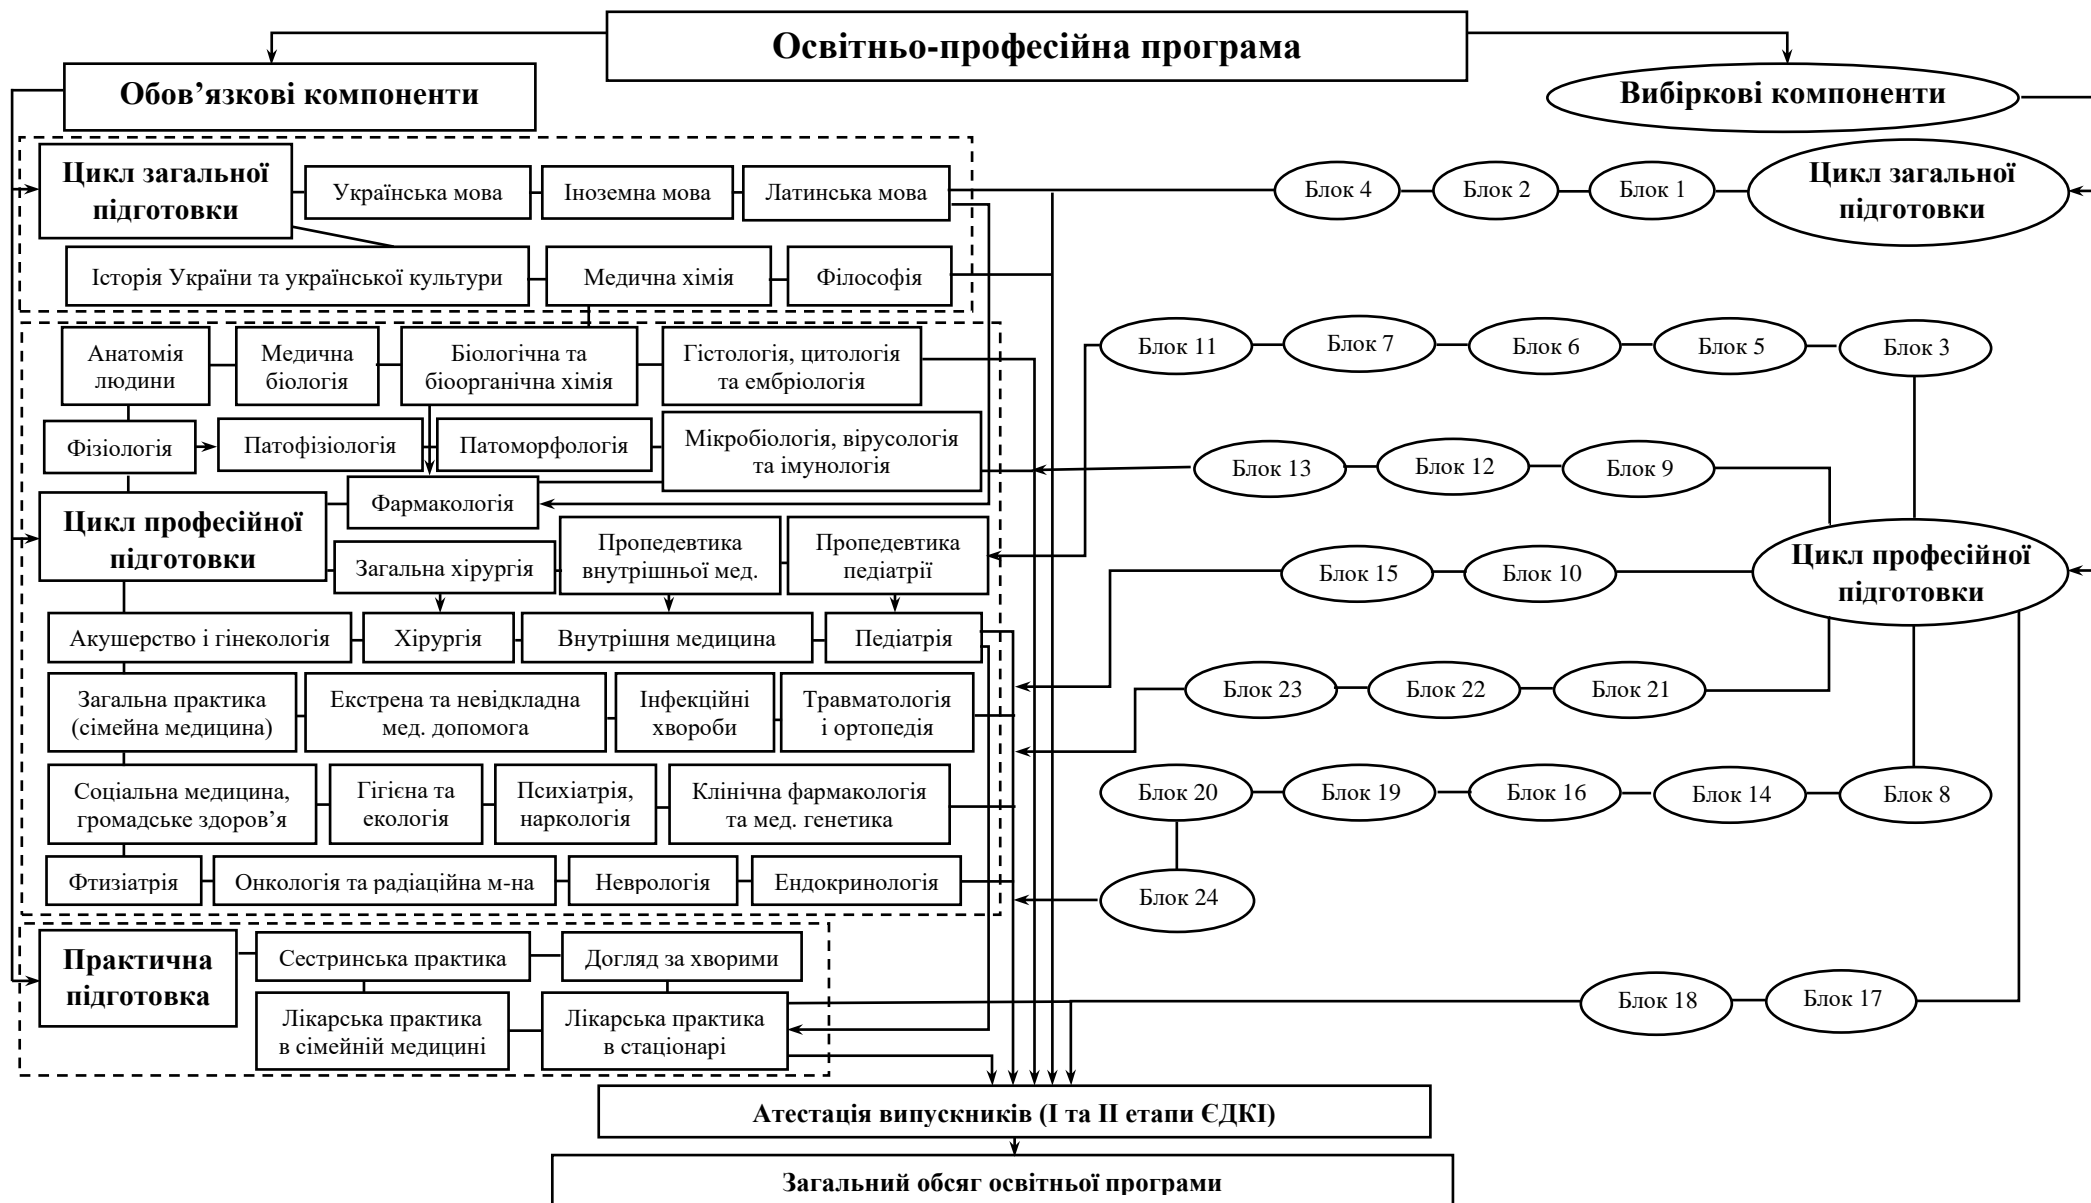 Освітньо-професійна програма
Обов’язкові компоненти
Вибіркові компоненти
Цикл загальної
підготовки
Українська мова
Іноземна мова
Латинська мова
Блок 4
Блок 2
Блок 1
Цикл загальної
підготовки
Історія України та української культури
Медична хімія
Філософія
Анатомія
людини
Медична
біологія
Біологічна та
біоорганічна хімія
Гістологія, цитологія
та ембріологія
Блок 11
Блок 7
Блок 6
Блок 5
Блок 3
Фізіологія
Патофізіологія
Патоморфологія
Мікробіологія, вірусологія
та імунологія
Блок 13
Блок 12
Блок 9
Фармакологія
Цикл професійної
підготовки
Загальна хірургія
Пропедевтика
внутрішньої мед.
Пропедевтика
педіатрії
Блок 15
Блок 10
Цикл професійної
підготовки
Акушерство і гінекологія
Хірургія
Внутрішня медицина
Педіатрія
Загальна практика
(сімейна медицина)
Екстрена та невідкладна
мед. допомога
Інфекційні
хвороби
Травматологія
і ортопедія
Блок 23
Блок 22
Блок 21
Соціальна медицина,
громадське здоров’я
Гігієна та
екологія
Психіатрія,
наркологія
Клінічна фармакологія
та мед. генетика
Блок 20
Блок 19
Блок 16
Блок 14
Блок 8
Фтизіатрія
Онкологія та радіаційна м-на
Неврологія
Ендокринологія
Блок 24
Практична
підготовка
Сестринська практика
Догляд за хворими
Лікарська практика
в сімейній медицині
Лікарська практика
в стаціонарі
Блок 18
Блок 17
Атестація випускників (І та ІІ етапи ЄДКІ)
Загальний обсяг освітньої програми